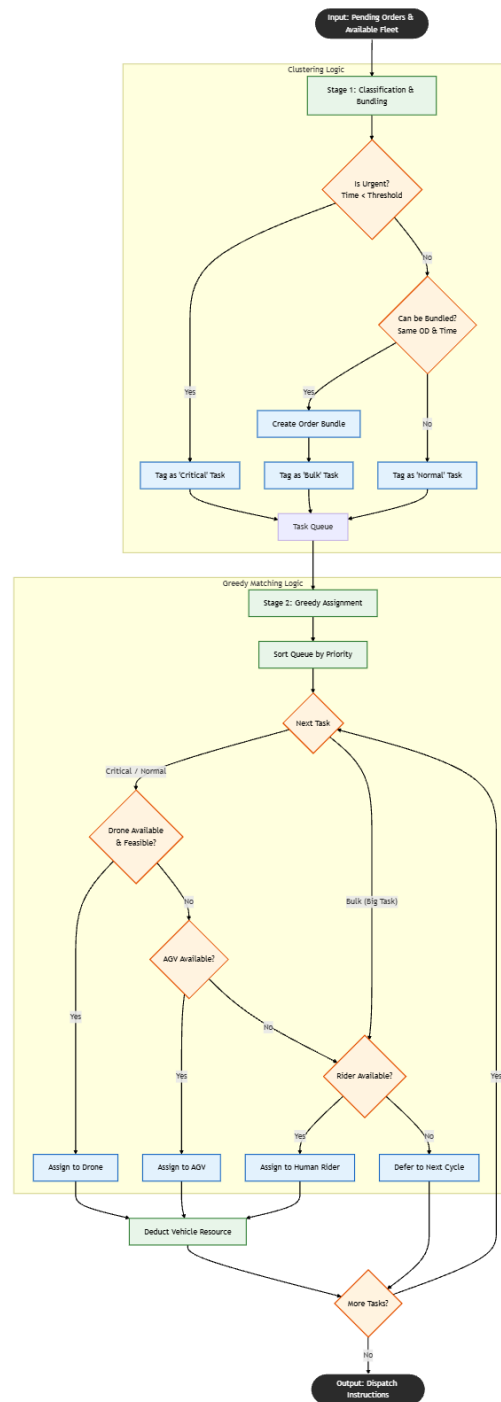 Input: Pending Orders &
Available Fleet
Clustering Logic
Stage 1: Classification &
Bundling
Is Urgent?
Time < Threshold
No
Can be Bundled?
Same OD & Time
Yes
Yes
No
Create Order Bundle
Tag as 'Critical' Task
Tag as 'Bulk' Task
Tag as 'Normal' Task
Task Queue
Greedy Matching Logic
Stage 2: Greedy Assignment
Sort Queue by Priority
Next Task
Critical / Normal
Drone Available
& Feasible?
No
Bulk (Big Task)
AGV Available?
Yes
No
Yes
Rider Available?
Yes
Yes
No
Assign to Drone
Assign to AGV
Assign to Human Rider
Defer to Next Cycle
Deduct Vehicle Resource
More Tasks?
No
Output: Dispatch
Instructions